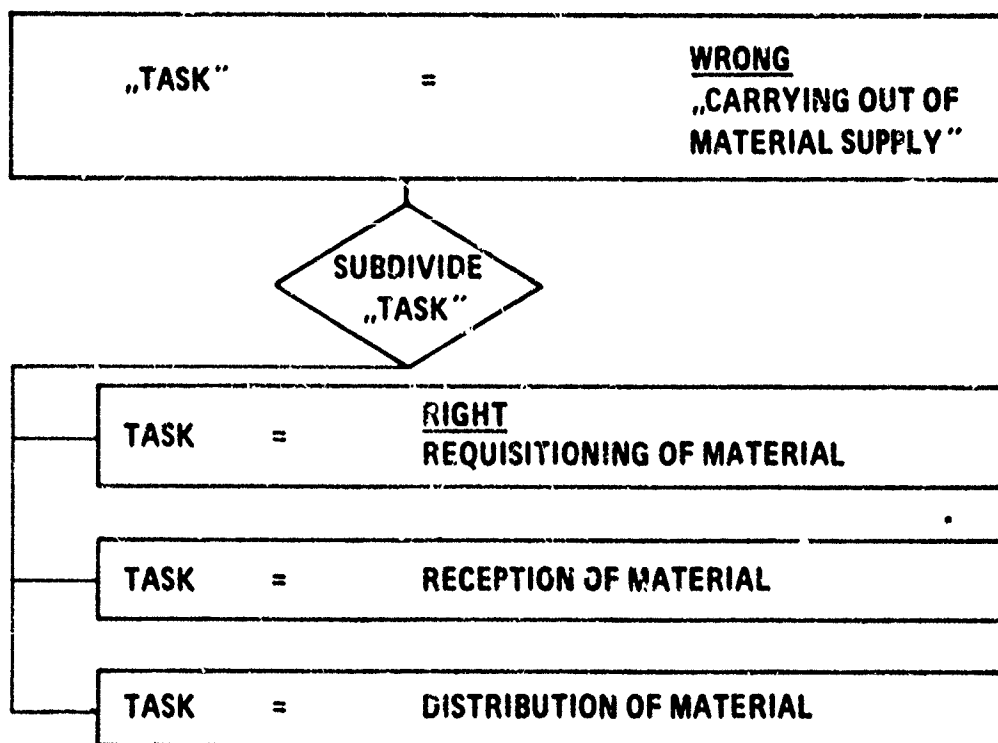 WRONG
„TASK” = „CARRYING OUT OF
MATERIAL SUPPLY”
SUBDIVIDE
„TASK”
RIGHT
TASK = REQUISITIONING OF MATERIAL
TASK = RECEPTION OF MATERIAL
TASK = DISTRIBUTION OF MATERIAL